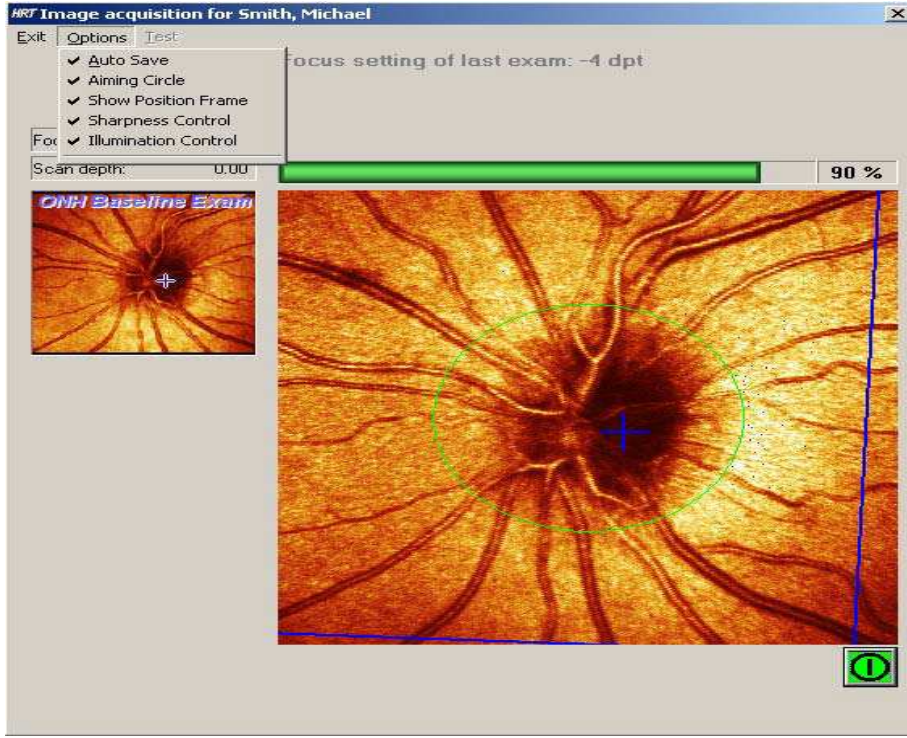 HRT Image acquisition for Smith, Michael
Exit Options Test
Auto Save
Aiming Circle
Show Position Frame
Sharpness Control
Illumination Control
Focus setting of last exam: -4 dpt
Scan depth: 0.00
90 %
ONH Baseline Exam